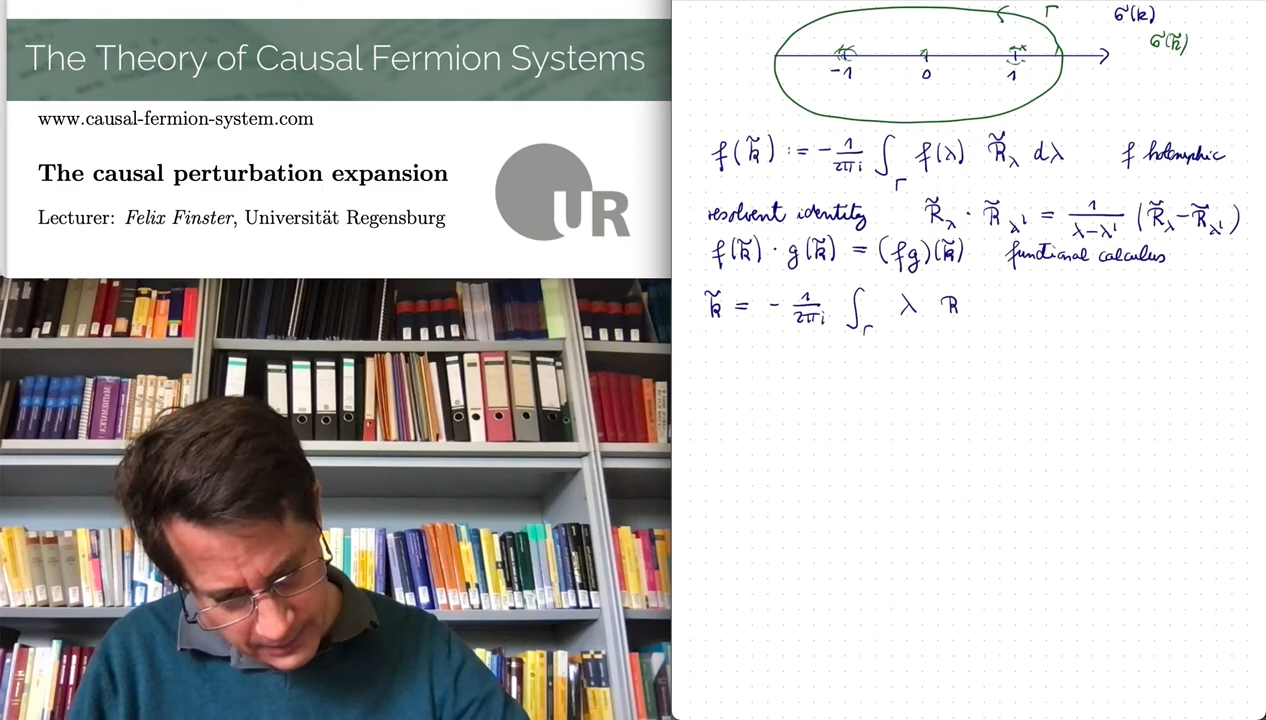 The Theory of Causal Fermion Systems
www.causal-fermion-system.com
The causal perturbation expansion
Lecturer: Felix Finster, Universität Regensburg
UR
Γ σ(k)
σ(k̃)
-1 0 1
f(k̃) := - 1/2πi ∫_Γ f(λ) R̃_λ dλ f holomorphic
resolvent identity R̃_λ · R̃_λ' = 1/(λ-λ') (R̃_λ - R̃_λ')
f(k̃) · g(k̃) = (fg)(k̃) functional calculus
k̃ = - 1/2πi ∫_Γ λ R